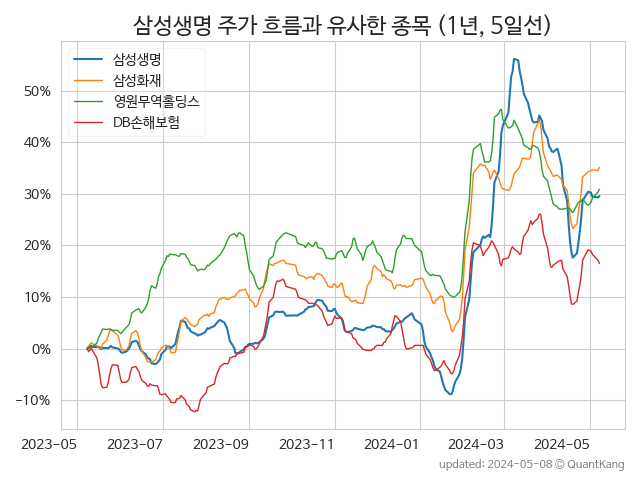 삼성생명 주가 흐름과 유사한 종목 (1년, 5일선)
삼성생명
삼성화재
영원무역홀딩스
DB손해보험
50%
40%
30%
20%
10%
0%
−10%
2023-05 2023-07 2023-09 2023-11 2024-01 2024-03 2024-05
updated: 2024-05-08 © QuantKang